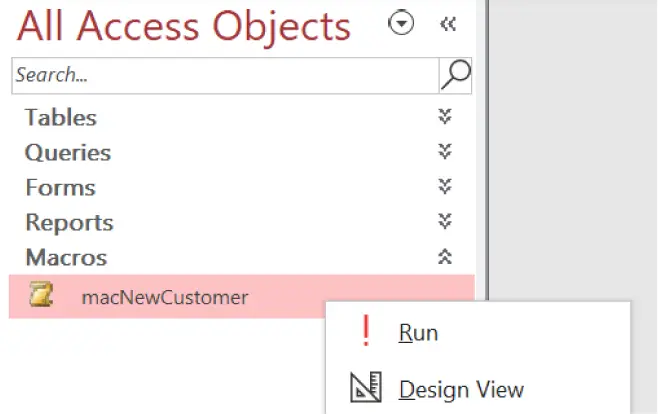 All Access Objects
Search...
Tables
Queries
Forms
Reports
Macros
macNewCustomer
Run
Design View